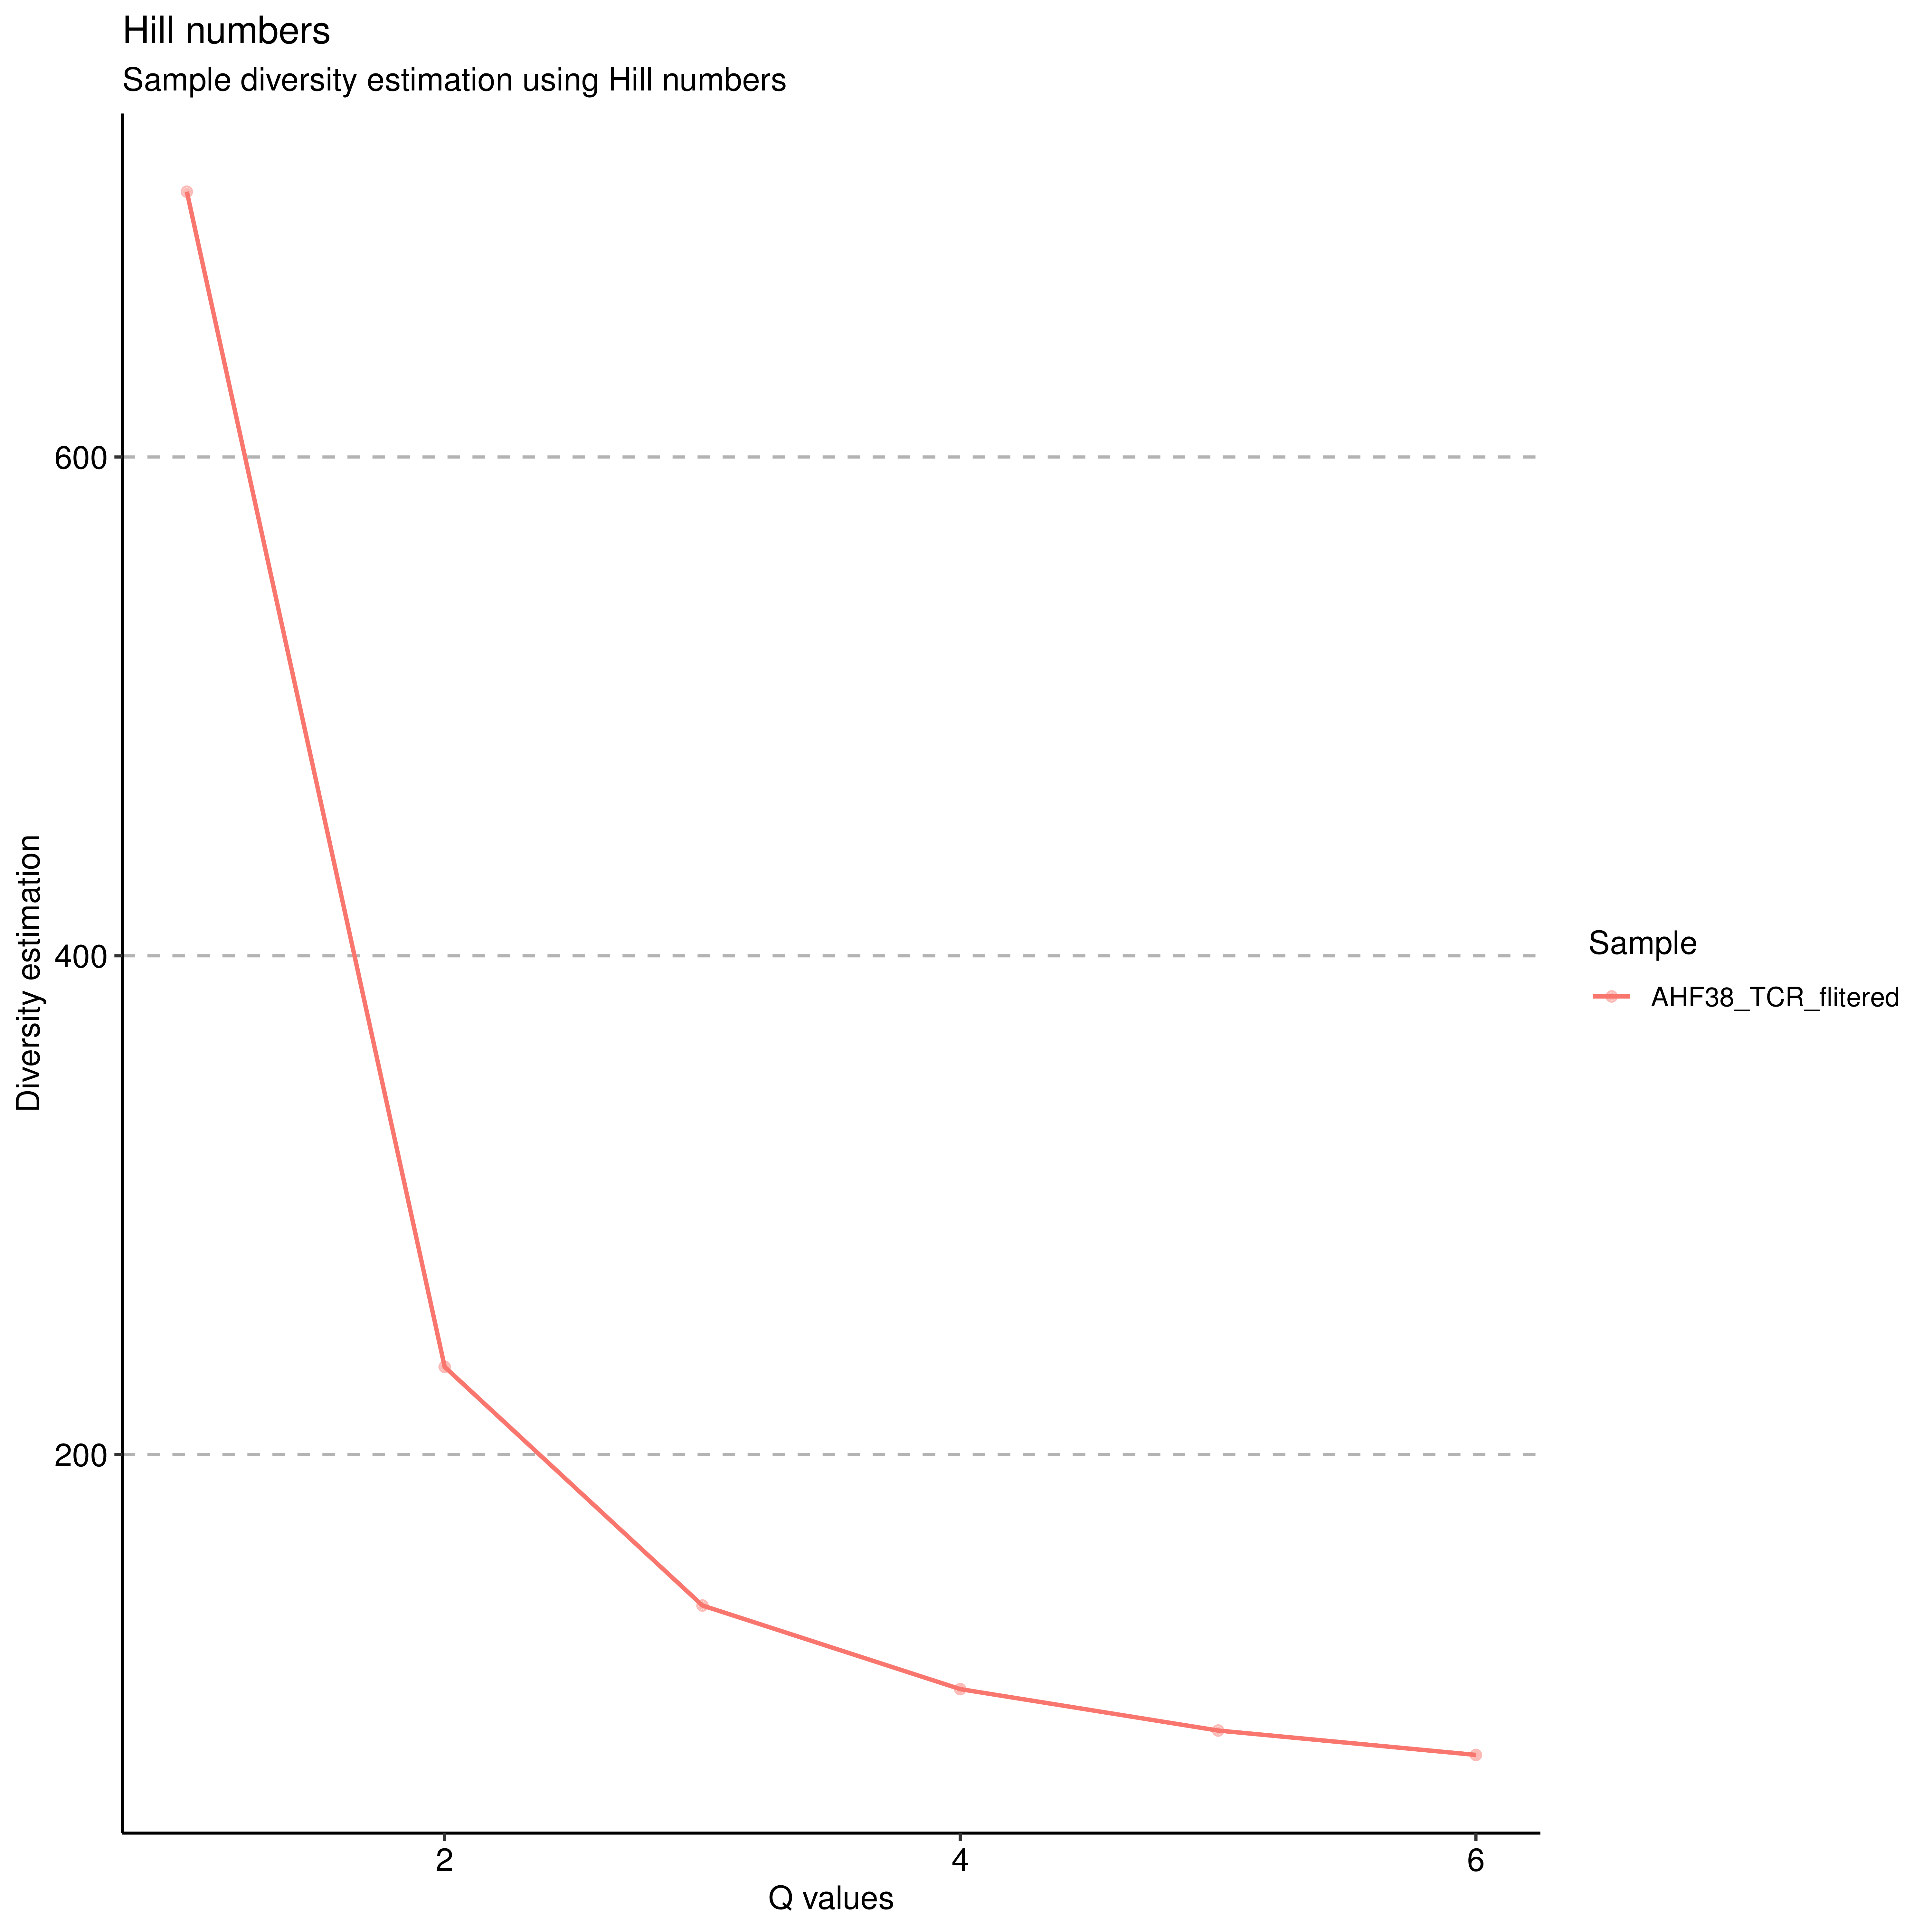 Hill numbers
Sample diversity estimation using Hill numbers
600
400
200
Diversity estimation
2
4
6
Q values
Sample
AHF38_TCR_flitered